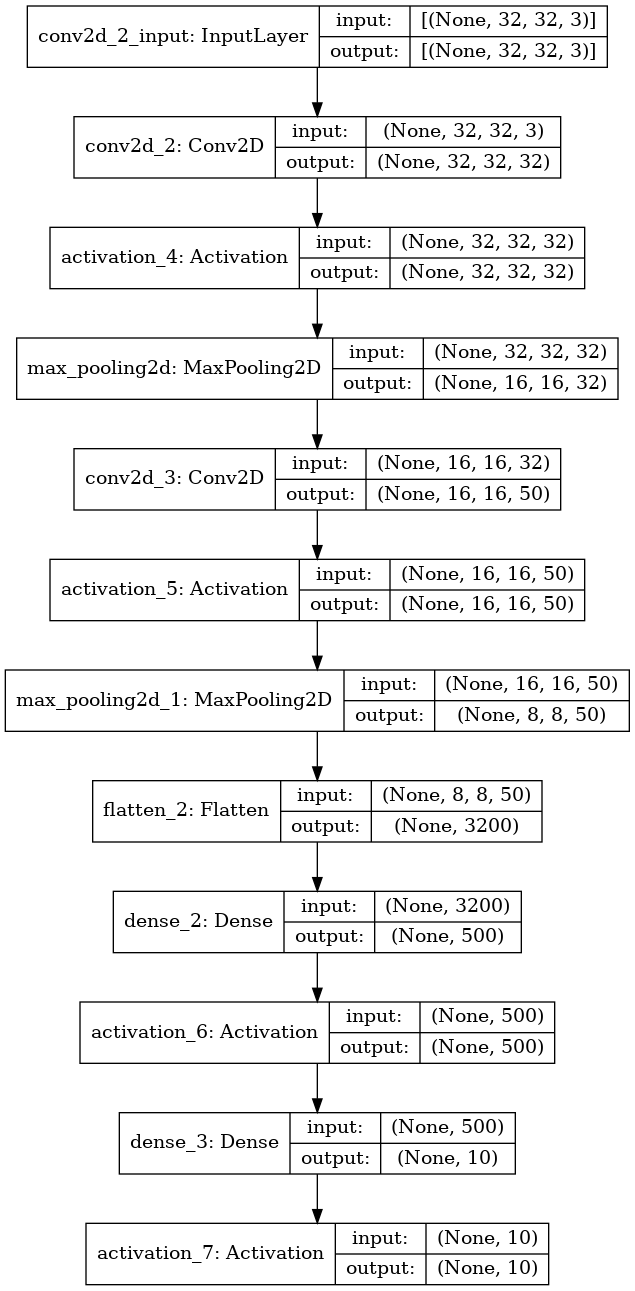 conv2d_2_input: InputLayer
input: [(None, 32, 32, 3)]
output: [(None, 32, 32, 3)]
conv2d_2: Conv2D
input: (None, 32, 32, 3)
output: (None, 32, 32, 32)
activation_4: Activation
input: (None, 32, 32, 32)
output: (None, 32, 32, 32)
max_pooling2d: MaxPooling2D
input: (None, 32, 32, 32)
output: (None, 16, 16, 32)
conv2d_3: Conv2D
input: (None, 16, 16, 32)
output: (None, 16, 16, 50)
activation_5: Activation
input: (None, 16, 16, 50)
output: (None, 16, 16, 50)
max_pooling2d_1: MaxPooling2D
input: (None, 16, 16, 50)
output: (None, 8, 8, 50)
flatten_2: Flatten
input: (None, 8, 8, 50)
output: (None, 3200)
dense_2: Dense
input: (None, 3200)
output: (None, 500)
activation_6: Activation
input: (None, 500)
output: (None, 500)
dense_3: Dense
input: (None, 500)
output: (None, 10)
activation_7: Activation
input: (None, 10)
output: (None, 10)